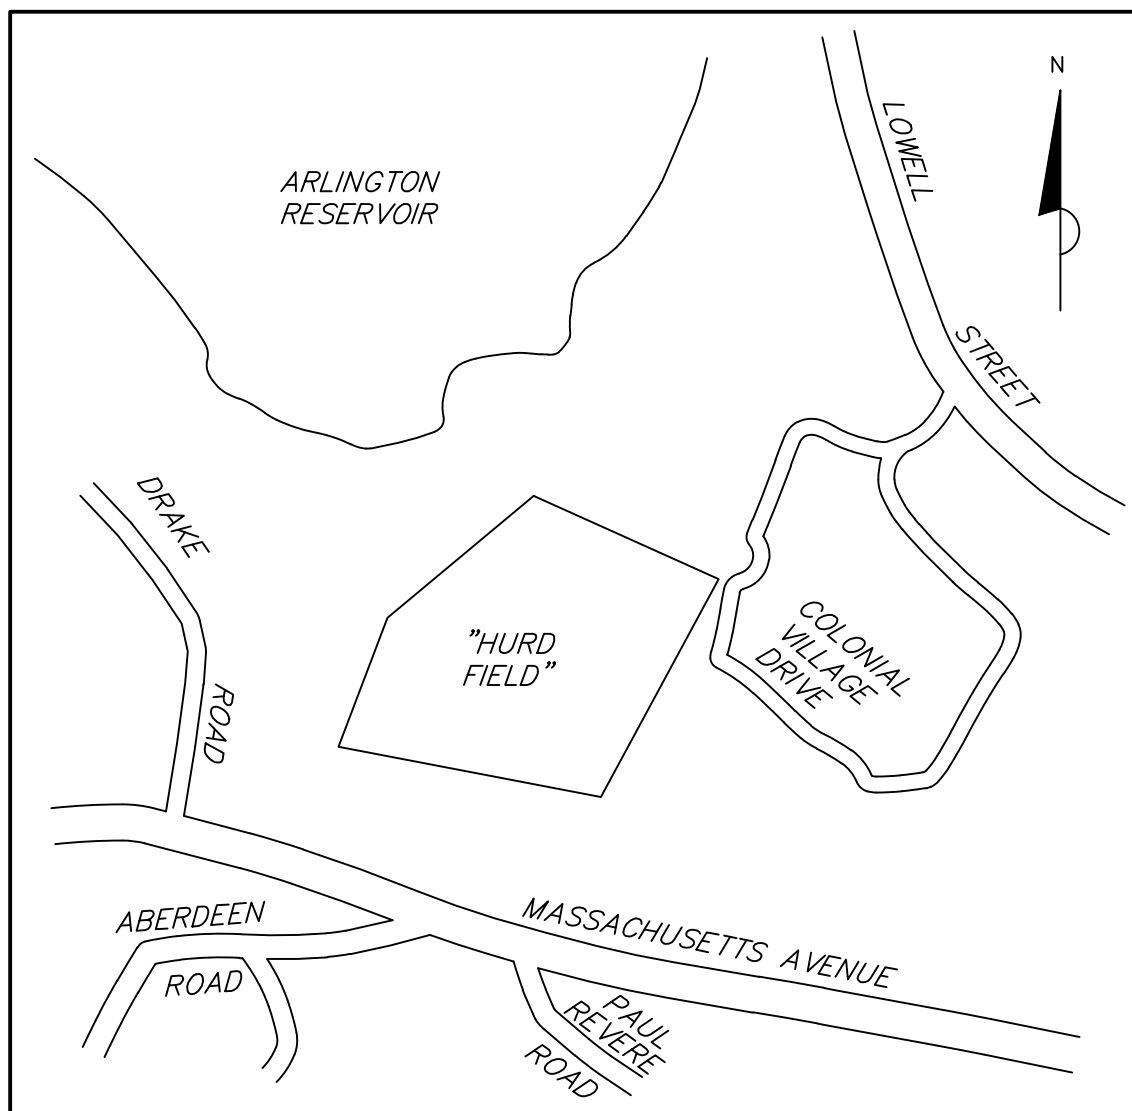 N
LOWELL
STREET
ARLINGTON
RESERVOIR
DRAKE
ROAD
"HURD
FIELD"
COLONIAL
VILLAGE
DRIVE
ABERDEEN
ROAD
MASSACHUSETTS AVENUE
PAUL
REVERE
ROAD